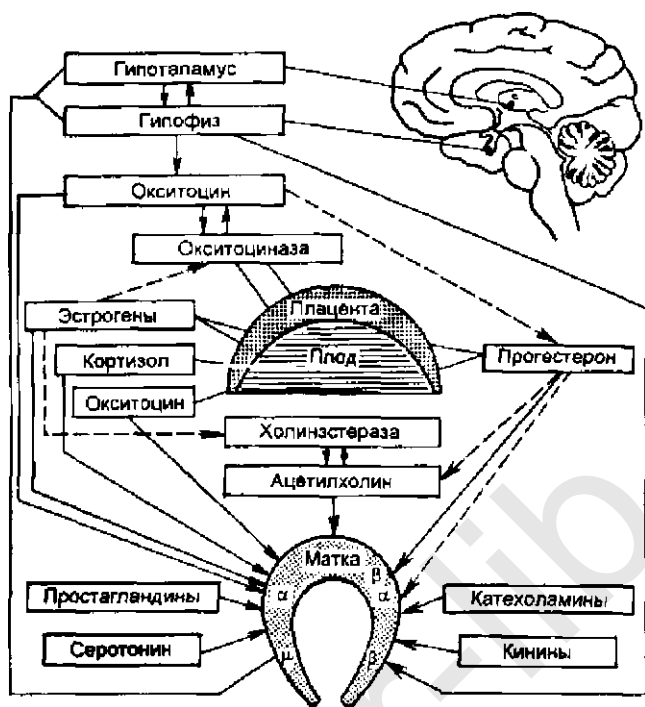 Гипоталамус
Гипофиз
Окситоцин
Окситоциназа
Эстрогены
Плацента
Кортизол
Плод
Прогестерон
Окситоцин
Холинэстераза
Ацетилхолин
Матка
β
α
α
Простагландины
Катехоламины
Серотонин
μ
β
Кинины